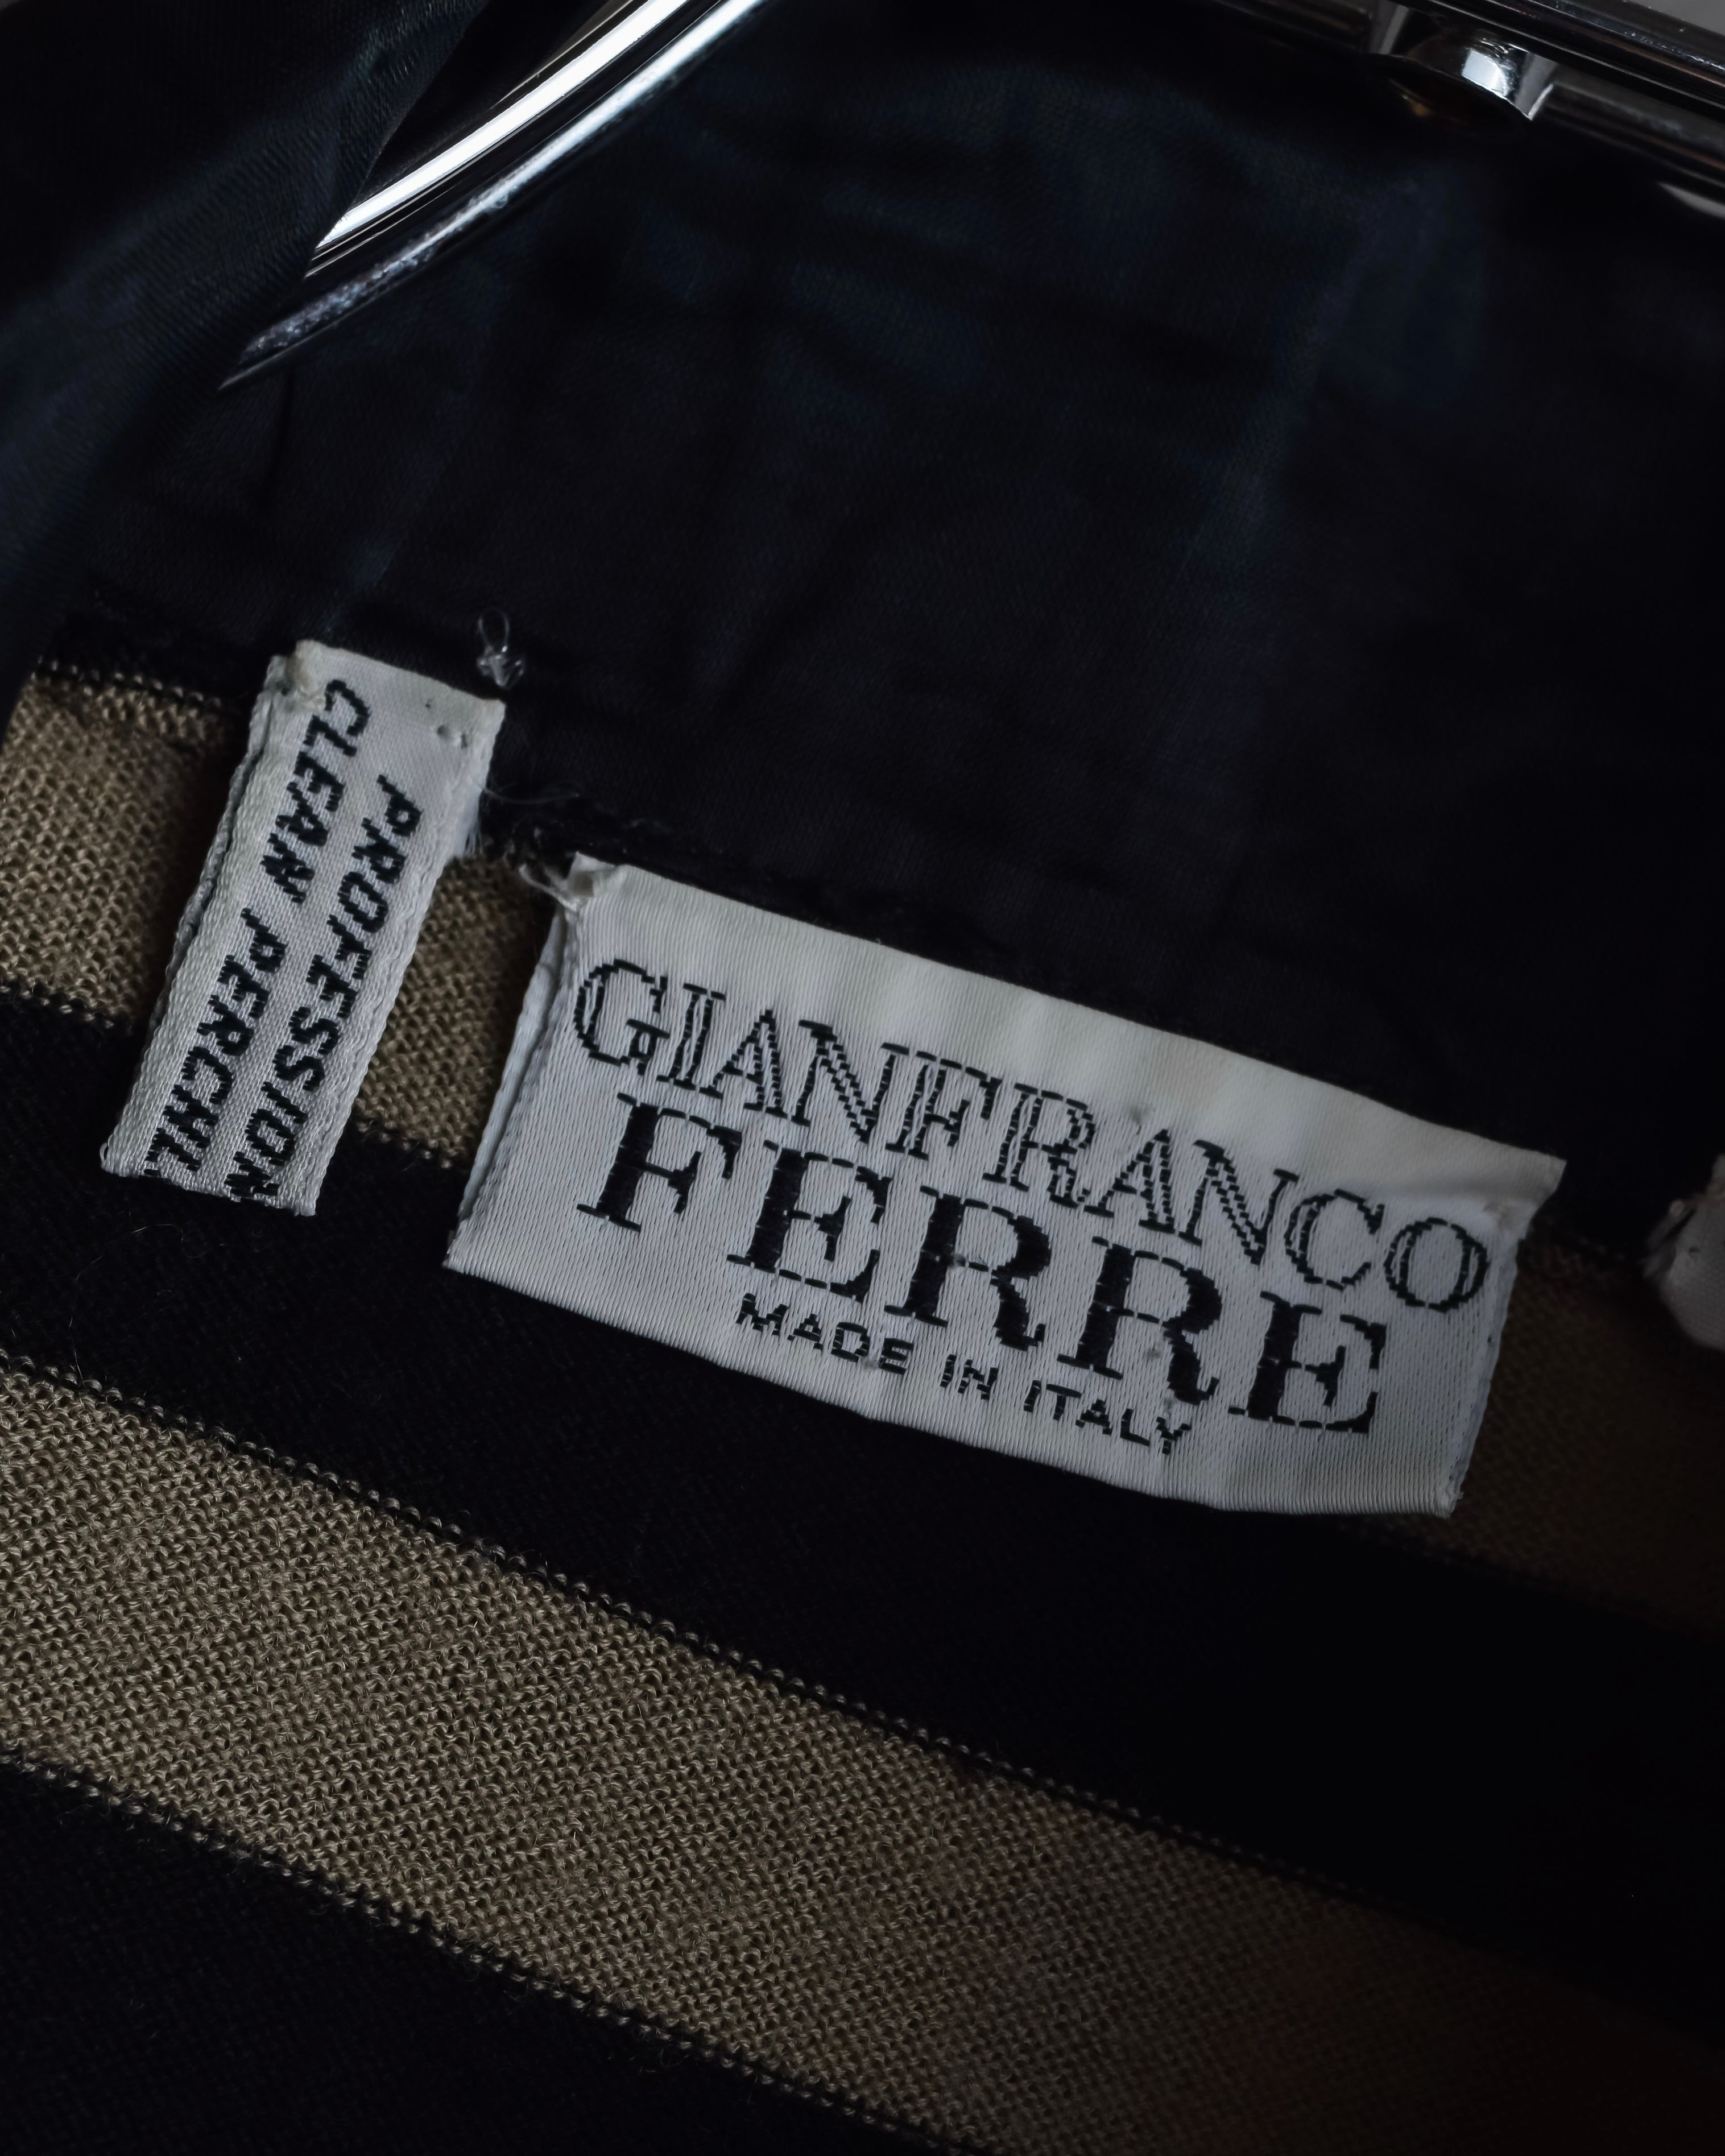 PROFESSION
CLEAN PERCHL
GIANFRANCO
FERRE
MADE IN ITALY